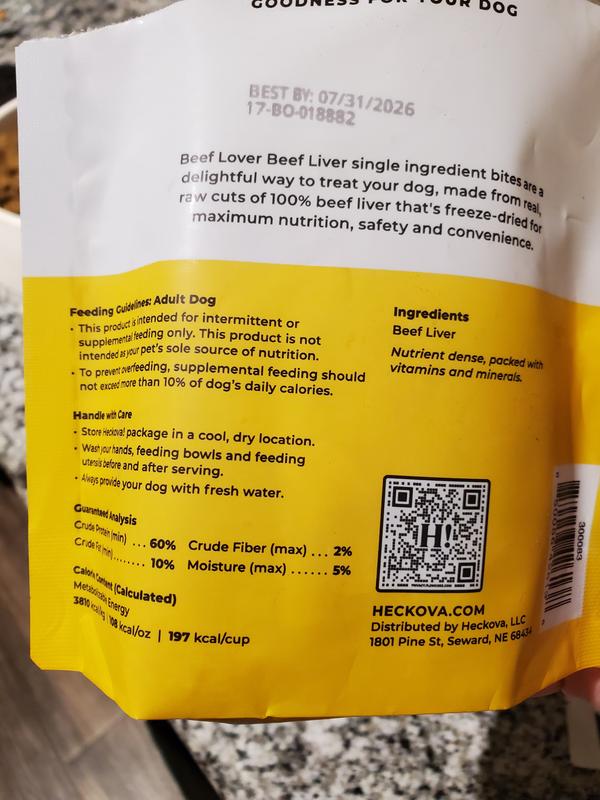 GOODNESS FOR YOUR DOG
BEST BY: 07/31/2026
17-BO-018882
Beef Lover Beef Liver single ingredient bites are a
delightful way to treat your dog, made from real,
raw cuts of 100% beef liver that's freeze-dried for
maximum nutrition, safety and convenience.
Feeding Guidelines: Adult Dog
• This product is intended for intermittent or
supplemental feeding only. This product is not
intended as your pet's sole source of nutrition.
• To prevent overfeeding, supplemental feeding should
not exceed more than 10% of dog's daily calories.
Handle with Care
• Store Heckova! package in a cool, dry location.
• Wash your hands, feeding bowls and feeding
utensils before and after serving.
• Always provide your dog with fresh water.
Guaranteed Analysis
Crude Protein (min) ... 60%
Crude Fat (min) ........ 10%
Crude Fiber (max) ... 2%
Moisture (max) ...... 5%
Calorie Content (Calculated)
Metabolizable Energy
3810 kcal/kg | 108 kcal/oz | 197 kcal/cup
Ingredients
Beef Liver
Nutrient dense, packed with
vitamins and minerals.
H!
HECKOVA.COM
Distributed by Heckova, LLC
1801 Pine St, Seward, NE 68434
300083